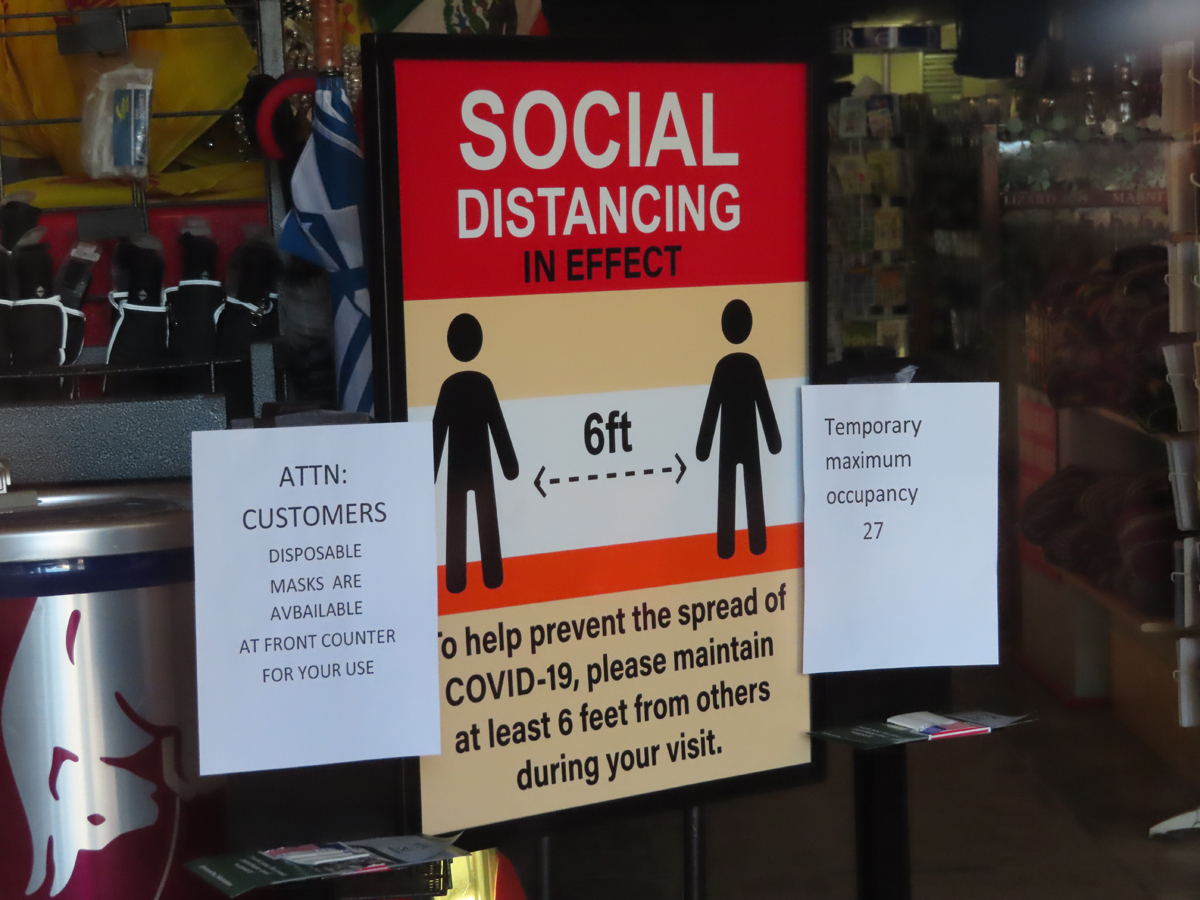 SOCIAL
DISTANCING
IN EFFECT
6ft
To help prevent the spread of
COVID-19, please maintain
at least 6 feet from others
during your visit.
ATTN:
CUSTOMERS
DISPOSABLE
MASKS ARE
AVBAILABLE
AT FRONT COUNTER
FOR YOUR USE
Temporary
maximum
occupancy
27
LIZARD